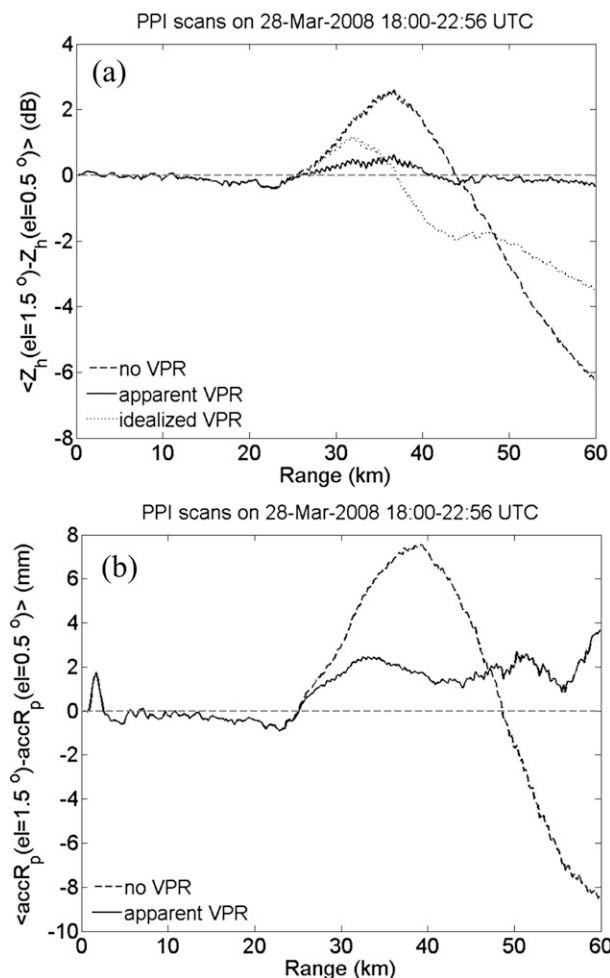 PPI scans on 28-Mar-2008 18:00-22:56 UTC
(a)
<Z_h(el=1.5 °)-Z_h(el=0.5 °)> (dB)
4
2
0
-2
-4
-6
-8
no VPR
apparent VPR
idealized VPR
0 10 20 30 40 50 60
Range (km)
PPI scans on 28-Mar-2008 18:00-22:56 UTC
(b)
<accR_p(el=1.5 °)-accR_p(el=0.5 °)> (mm)
8
6
4
2
0
-2
-4
-6
-8
-10
no VPR
apparent VPR
0 10 20 30 40 50 60
Range (km)